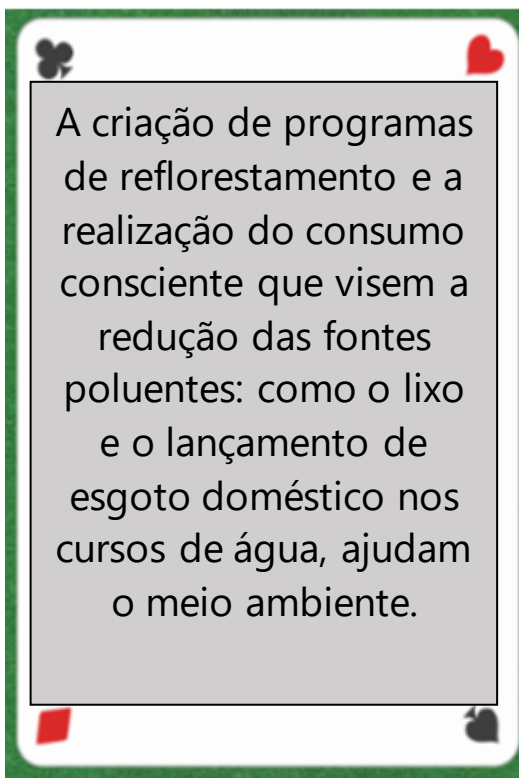 A criação de programas
de reflorestamento e a
realização do consumo
consciente que visem a
redução das fontes
poluentes: como o lixo
e o lançamento de
esgoto doméstico nos
cursos de água, ajudam
o meio ambiente.